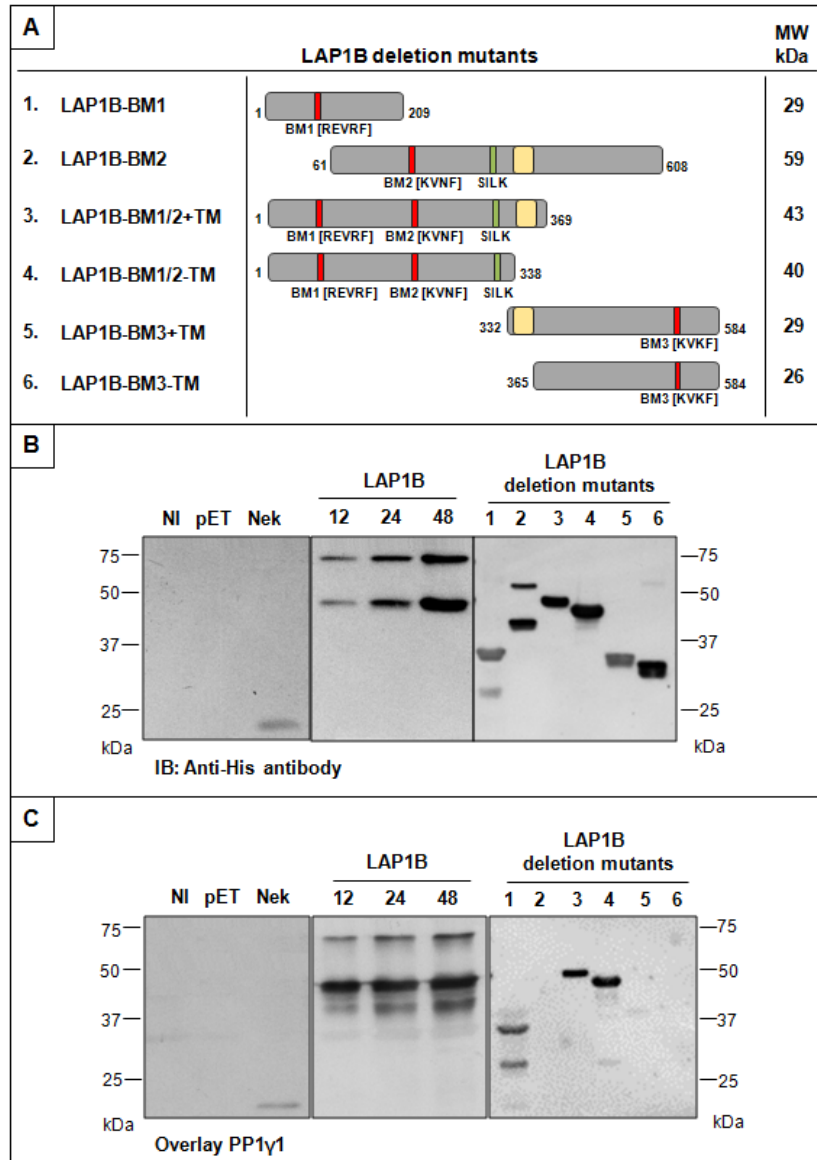 A
LAP1B deletion mutants
MW
kDa
1. LAP1B-BM1
1
209
BM1 [REVRF]
29
2. LAP1B-BM2
61
608
BM2 [KVNF] SILK
59
3. LAP1B-BM1/2+TM
1
369
BM1 [REVRF] BM2 [KVNF] SILK
43
4. LAP1B-BM1/2-TM
1
338
BM1 [REVRF] BM2 [KVNF] SILK
40
5. LAP1B-BM3+TM
332
584
BM3 [KVKF]
29
6. LAP1B-BM3-TM
365
584
BM3 [KVKF]
26
B
LAP1B
LAP1B
deletion mutants
NI pET Nek 12 24 48 1 2 3 4 5 6
75 75
50 50
37 37
25 25
kDa kDa
IB: Anti-His antibody
C
LAP1B
LAP1B
deletion mutants
NI pET Nek 12 24 48 1 2 3 4 5 6
75 75
50 50
37 37
25 25
kDa kDa
Overlay PP1γ1